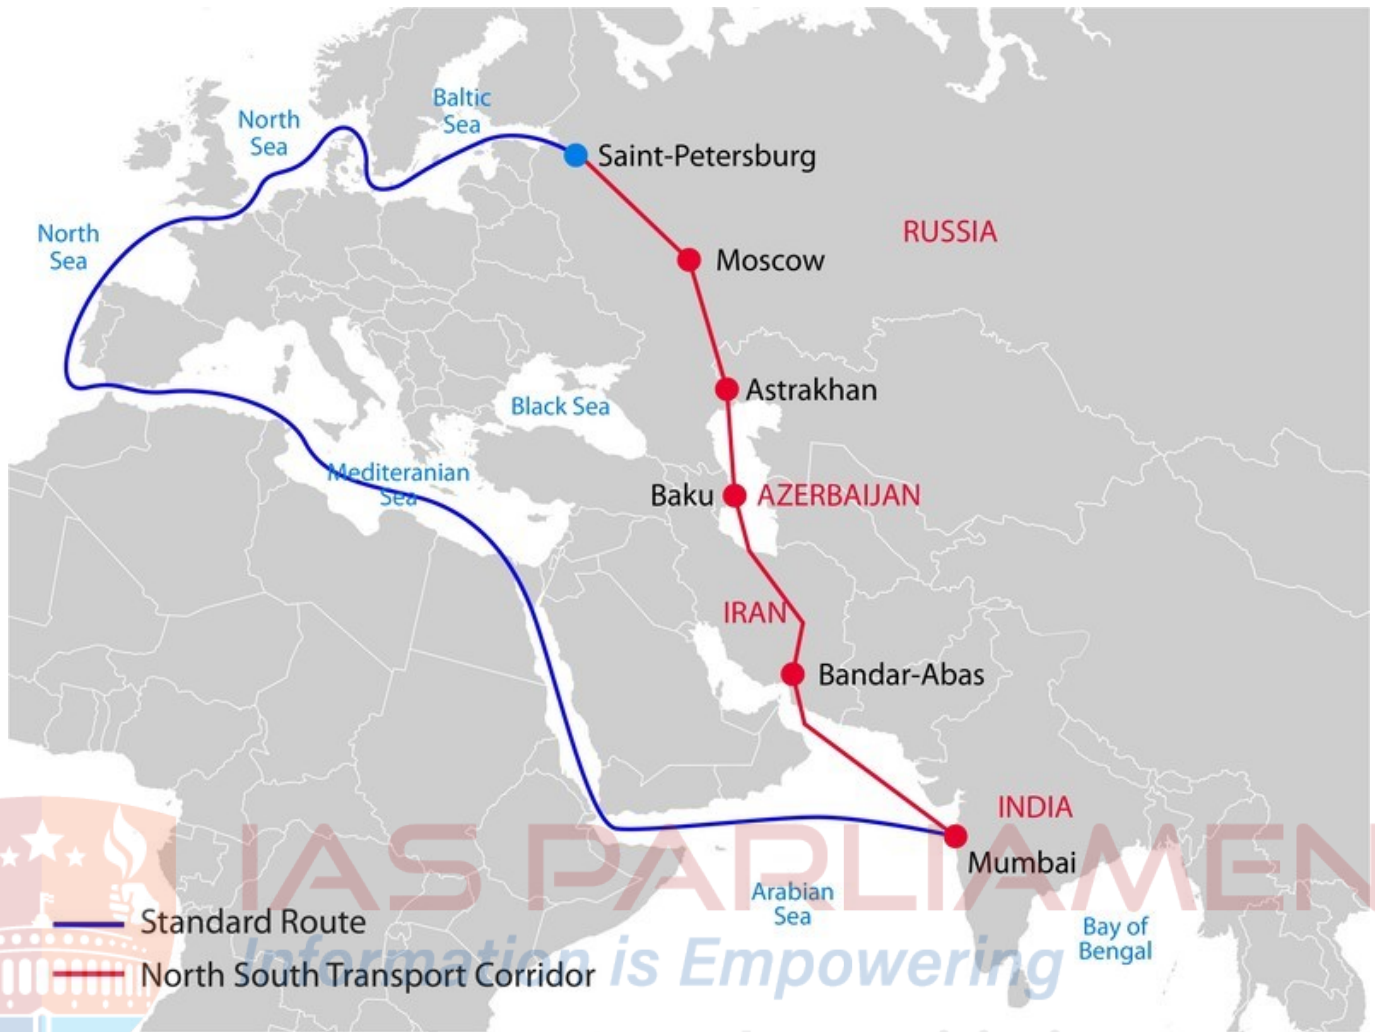 Baltic
Sea
North
Sea
Saint-Petersburg
North
Sea
RUSSIA
Moscow
Astrakhan
Black Sea
Mediteranian
Sea
Baku
AZERBAIJAN
IRAN
Bandar-Abas
INDIA
Mumbai
IAS PARLIAMEN
Arabian
Sea
Standard Route
Bay of
Bengal
Information is Empowering
North South Transport Corridor